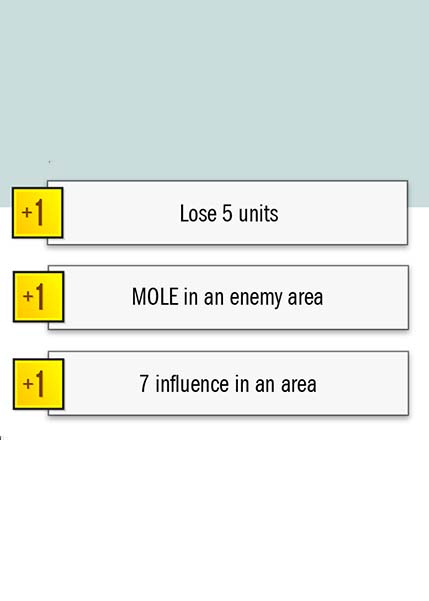 +1 Lose 5 units
+1 MOLE in an enemy area
+1 7 influence in an area